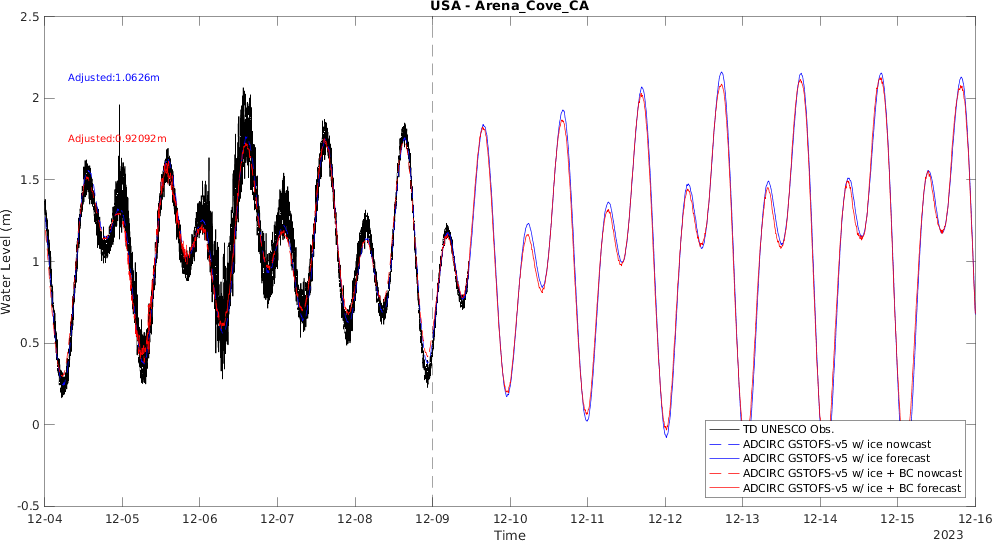 USA - Arena_Cove_CA
2.5
2
1.5
1
0.5
0
-0.5
Water Level (m)
Adjusted:1.0626m
Adjusted:0.92092m
TD UNESCO Obs.
ADCIRC GSTOFS-v5 w/ ice nowcast
ADCIRC GSTOFS-v5 w/ ice forecast
ADCIRC GSTOFS-v5 w/ ice + BC nowcast
ADCIRC GSTOFS-v5 w/ ice + BC forecast
12-04 12-05 12-06 12-07 12-08 12-09 12-10 12-11 12-12 12-13 12-14 12-15 12-16
Time
2023